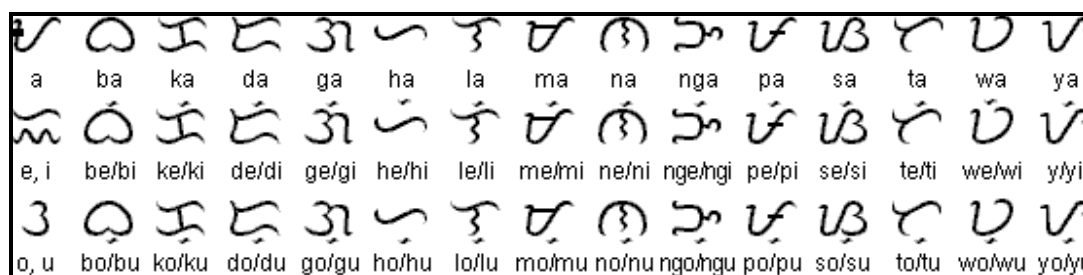 ᜀ ᜊ ᜃ ᜇ ᜄ ᜑ ᜎ ᜋ ᜈ ᜅ ᜉ ᜐ ᜆ ᜏ ᜌ
a ba ka da ga ha la ma na nga pa sa ta wa ya
ᜁ ᜊᜒ ᜃᜒ ᜇᜒ ᜄᜒ ᜑᜒ ᜎᜒ ᜋᜒ ᜈᜒ ᜅᜒ ᜉᜒ ᜐᜒ ᜆᜒ ᜏᜒ ᜌᜒ
e, i be/bi ke/ki de/di ge/gi he/hi le/li me/mi ne/ni nge/ngi pe/pi se/si te/ti we/wi y/yi
ᜂ ᜊᜓ ᜃᜓ ᜇᜓ ᜄᜓ ᜑᜓ ᜎᜓ ᜋᜓ ᜈᜓ ᜅᜓ ᜉᜓ ᜐᜓ ᜆᜓ ᜏᜓ ᜌᜓ
o, u bo/bu ko/ku do/du go/gu ho/hu lo/lu mo/mu no/nu ngo/ngu po/pu so/su to/tu wo/wu